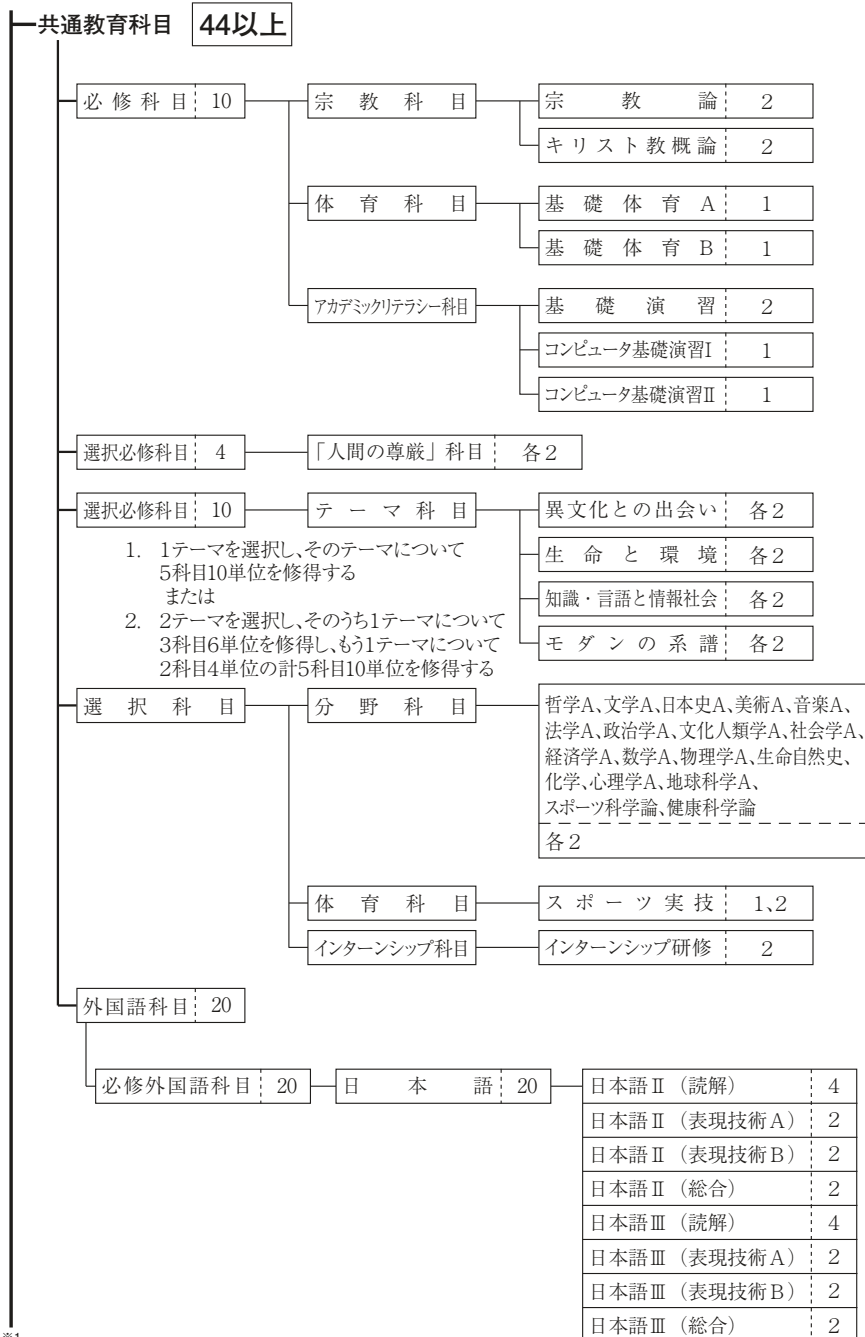 共通教育科目 44以上
必修科目 10 宗教科目 宗教論 2
キリスト教概論 2
体育科目 基礎体育A 1
基礎体育B 1
アカデミックリテラシー科目 基礎演習 2
コンピュータ基礎演習I 1
コンピュータ基礎演習II 1
選択必修科目 4 「人間の尊厳」科目 各2
選択必修科目 10 テーマ科目 異文化との出会い 各2
生命と環境 各2
知識・言語と情報社会 各2
モダンの系譜 各2
1. 1テーマを選択し、そのテーマについて
5科目10単位を修得する
または
2. 2テーマを選択し、そのうち1テーマについて
3科目6単位を修得し、もう1テーマについて
2科目4単位の計5科目10単位を修得する
選択科目 分野科目 哲学A、文学A、日本史A、美術A、音楽A、
法学A、政治学A、文化人類学A、社会学A、
経済学A、数学A、物理学A、生命自然史、
化学、心理学A、地球科学A、
スポーツ科学論、健康科学論
各2
体育科目 スポーツ実技 1、2
インターンシップ科目 インターンシップ研修 2
外国語科目 20
必修外国語科目 20 日本語 20 日本語Ⅱ(読解) 4
日本語Ⅱ(表現技術A) 2
日本語Ⅱ(表現技術B) 2
日本語Ⅱ(総合) 2
日本語Ⅲ(読解) 4
日本語Ⅲ(表現技術A) 2
日本語Ⅲ(表現技術B) 2
日本語Ⅲ(総合) 2
※1